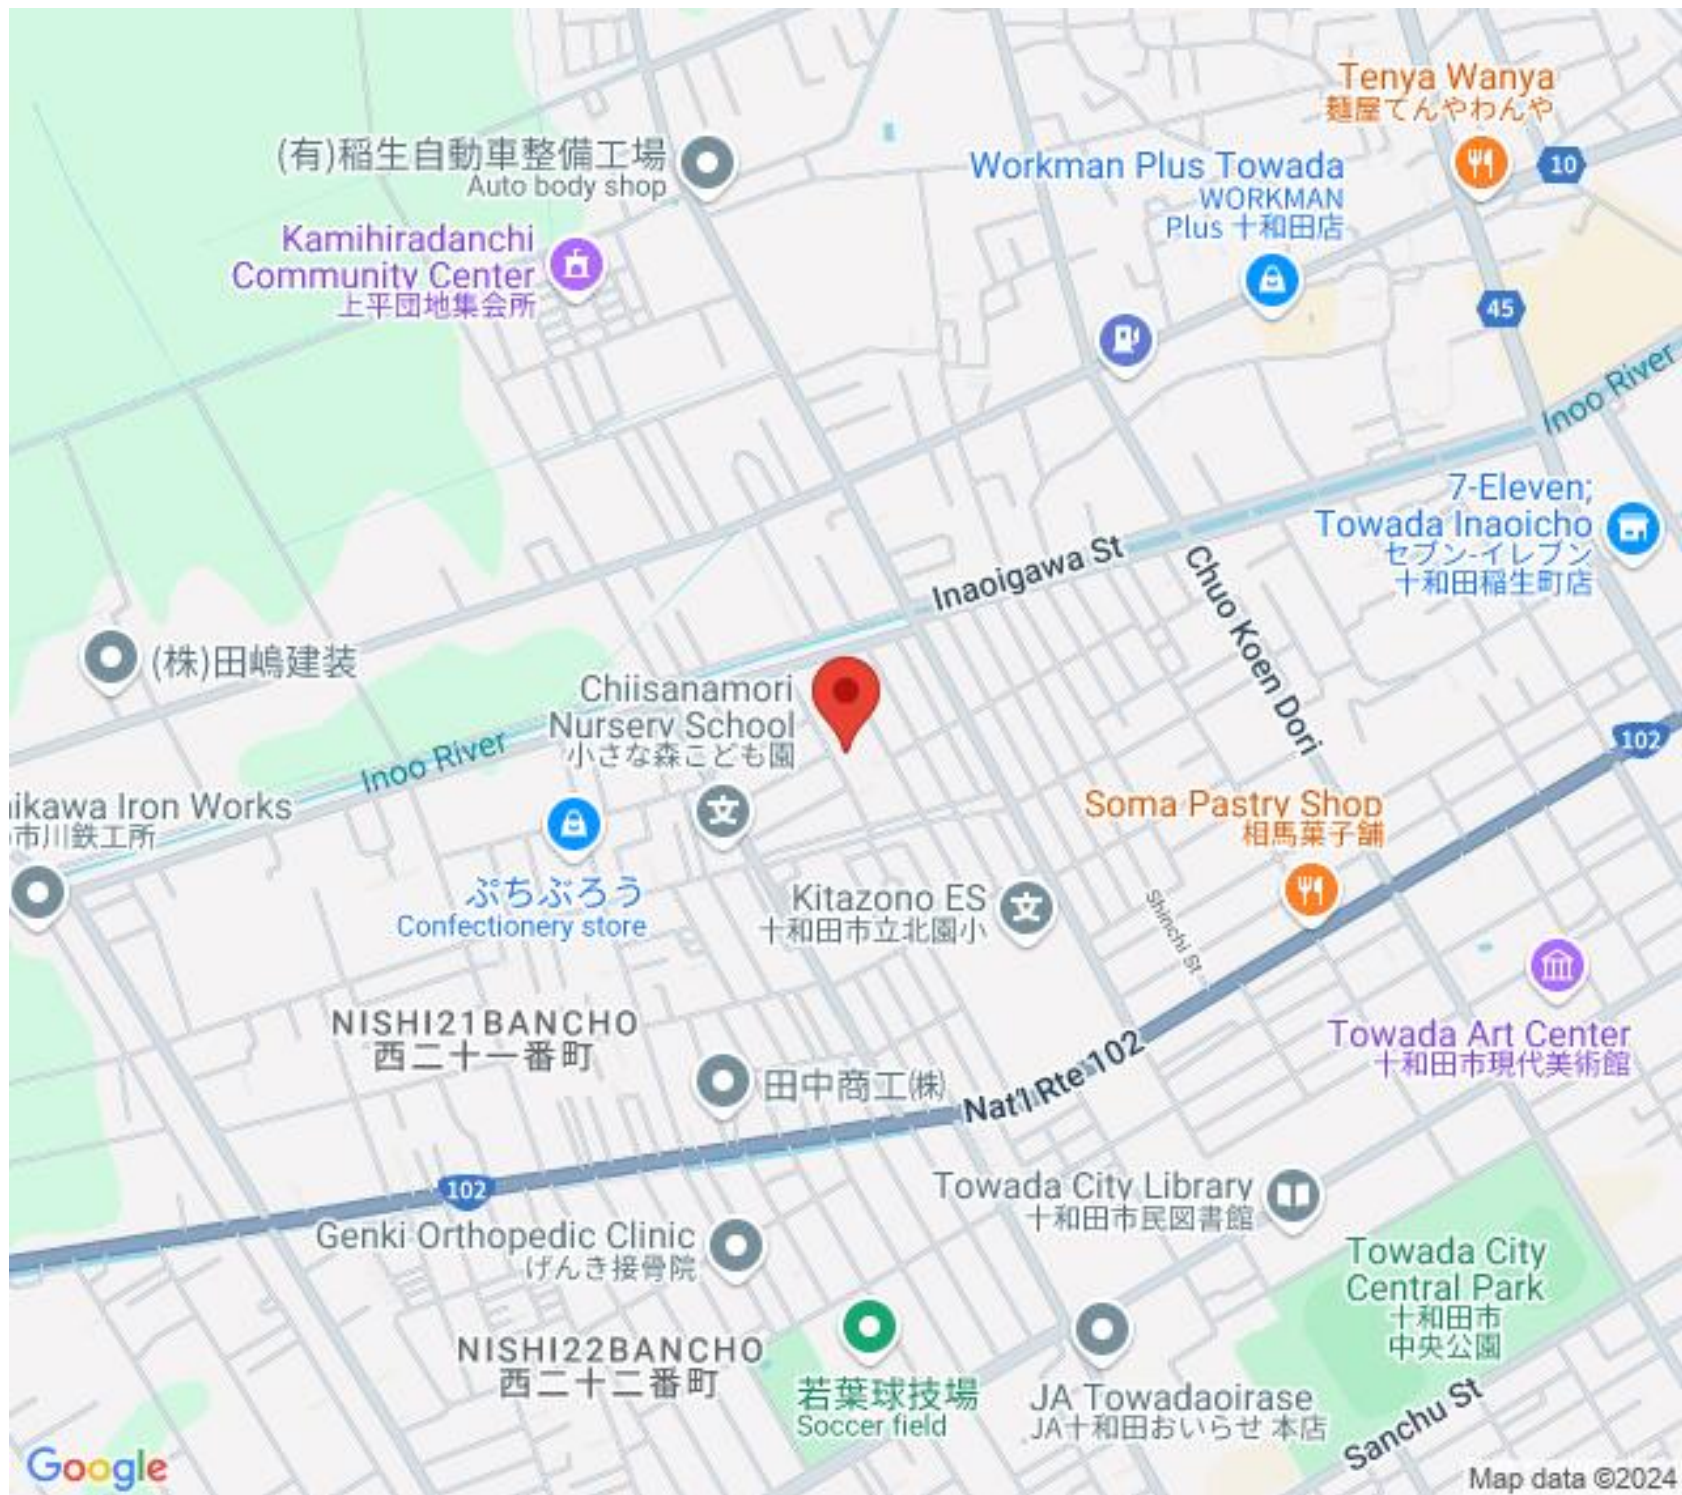 Tenya Wanya
麺屋てんやわんや
10
(有)稲生自動車整備工場
Auto body shop
Workman Plus Towada
WORKMAN
Plus 十和田店
Kamihiradanchi
Community Center
上平団地集会所
45
Inoo River
7-Eleven;
Towada Inaoicho
セブン-イレブン
十和田稲生町店
Inaoigawa St
Chuo Koen Dori
(株)田嶋建装
Chiisanamori
Nursery School
小さな森こども園
Inoo River
102
ikawa Iron Works
市川鉄工所
Soma Pastry Shop
相馬菓子舗
ぷちぶろう
Confectionery store
Kitazono ES
十和田市立北園小
Shinchi St
NISHI21BANCHO
西二十一番町
Towada Art Center
十和田市現代美術館
田中商工㈱
Nat'l Rte 102
102
Towada City Library
十和田市民図書館
Genki Orthopedic Clinic
げんき接骨院
Towada City
Central Park
十和田市
中央公園
NISHI22BANCHO
西二十二番町
若葉球技場
Soccer field
JA Towadaoirase
JA十和田おいらせ 本店
Sanchu St
Google
Map data ©2024